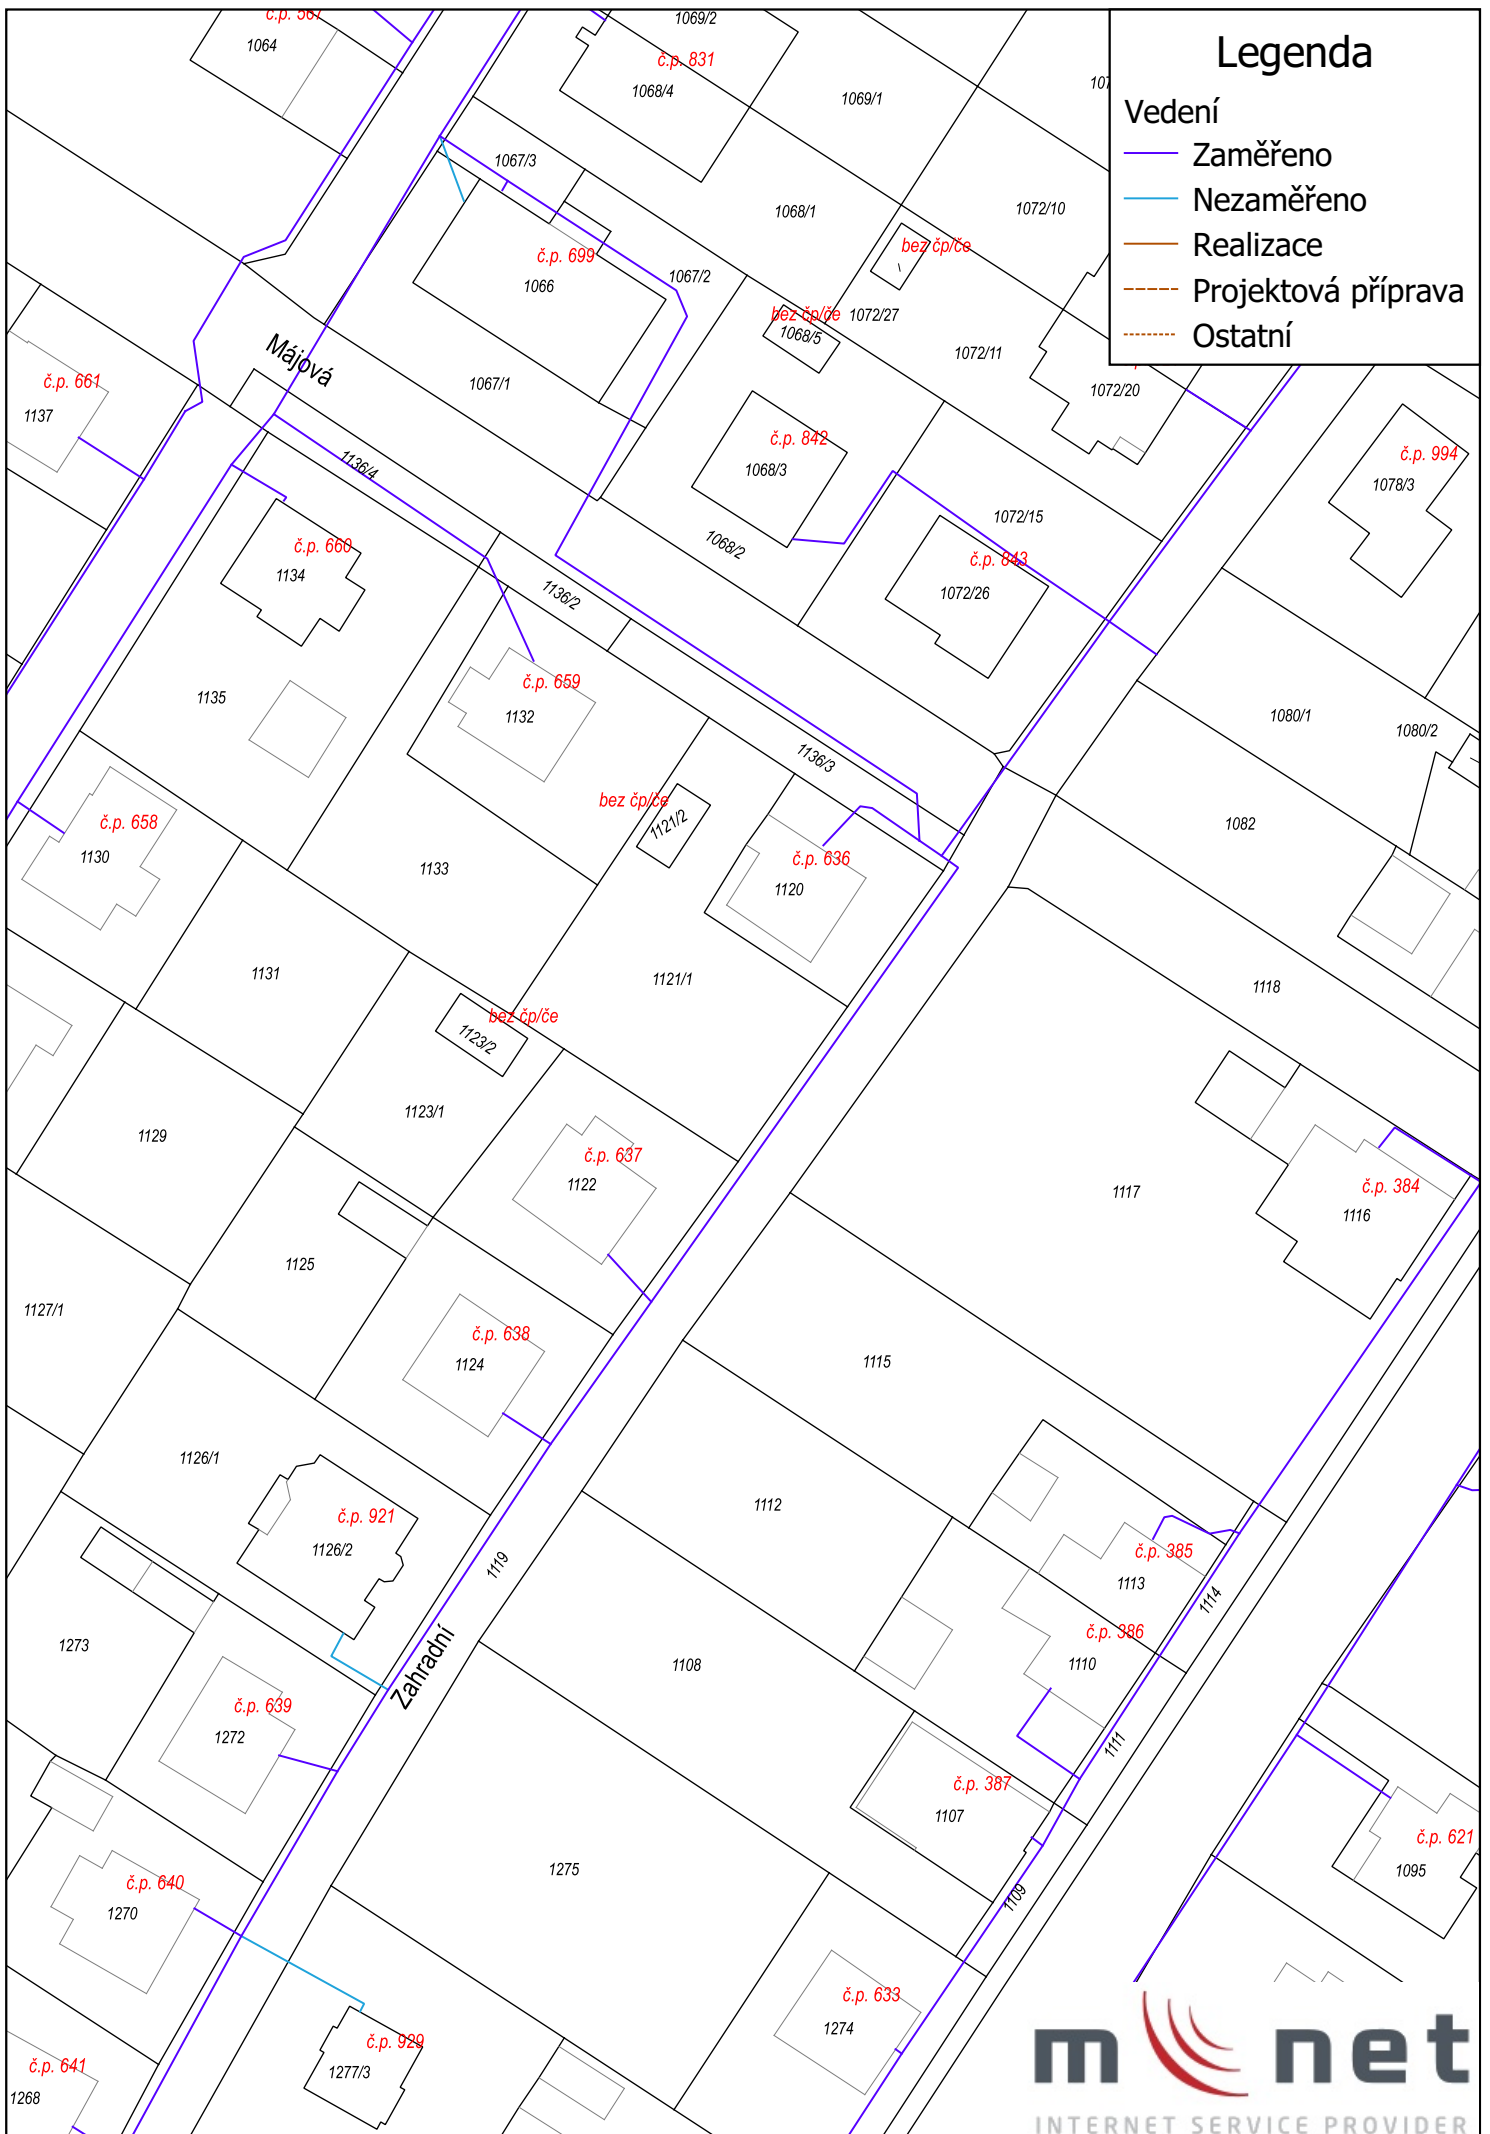 č.p. 567
1064
1069/2
č.p. 831
1068/4
1069/1
Legenda
Vedení
Zaměřeno
Nezaměřeno
Realizace
Projektová příprava
Ostatní
1067/3
1068/1
1072/10
č.p. 699
1066
1067/2
bez čp/če
bez čp/če
1068/5
1072/27
1072/11
1072/20
Májová
1067/1
č.p. 661
1137
č.p. 842
1068/3
č.p. 994
1078/3
1136/4
1072/15
č.p. 660
1134
1068/2
č.p. 843
1072/26
1136/2
č.p. 659
1132
1135
1080/1
1080/2
1136/3
bez čp/če
1121/2
č.p. 658
1130
1082
č.p. 636
1120
1133
1131
1121/1
1118
bez čp/če
1123/2
1123/1
1129
č.p. 637
1122
1117
č.p. 384
1116
1125
1127/1
č.p. 638
1124
1115
1126/1
1112
č.p. 921
1126/2
1119
č.p. 385
1113
1114
č.p. 386
1110
1273
Zahradní
1108
č.p. 639
1272
1111
č.p. 387
1107
č.p. 621
1095
1275
č.p. 640
1270
1109
č.p. 633
1274
č.p. 929
1277/3
č.p. 641
1268
m net
INTERNET SERVICE PROVIDER